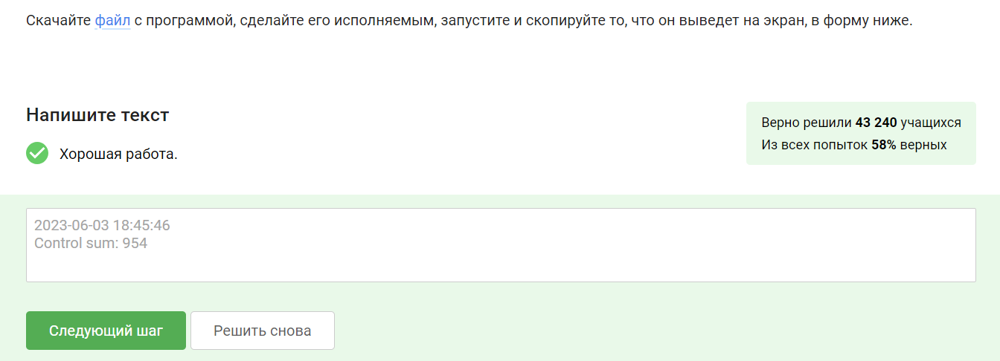 Скачайте файл с программой, сделайте его исполняемым, запустите и скопируйте то, что он выведет на экран, в форму ниже.
Напишите текст
Хорошая работа.
Верно решили 43 240 учащихся
Из всех попыток 58% верных
2023-06-03 18:45:46
Control sum: 954
Следующий шаг
Решить снова